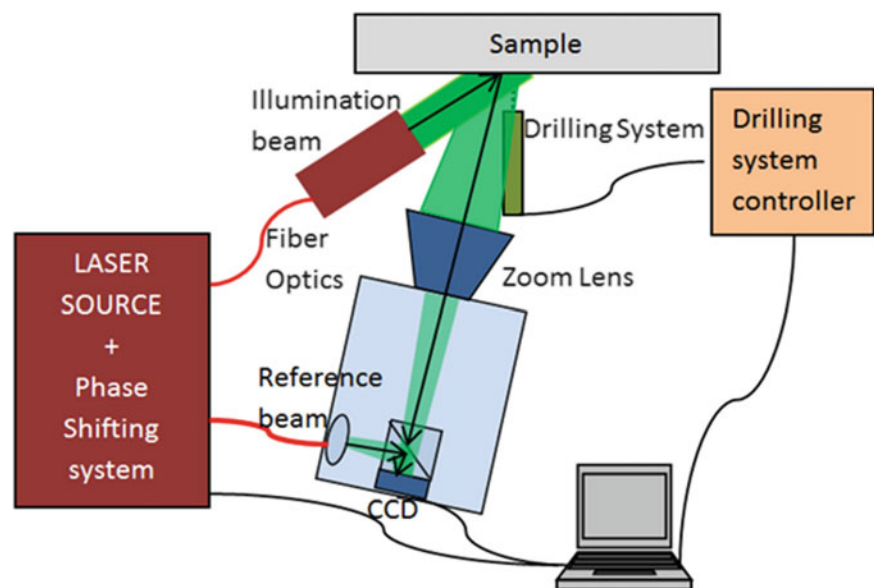 Sample
Illumination
beam
Drilling System
Drilling
system
controller
Fiber
Optics
Zoom Lens
LASER
SOURCE
+
Phase
Shifting
system
Reference
beam
CCD